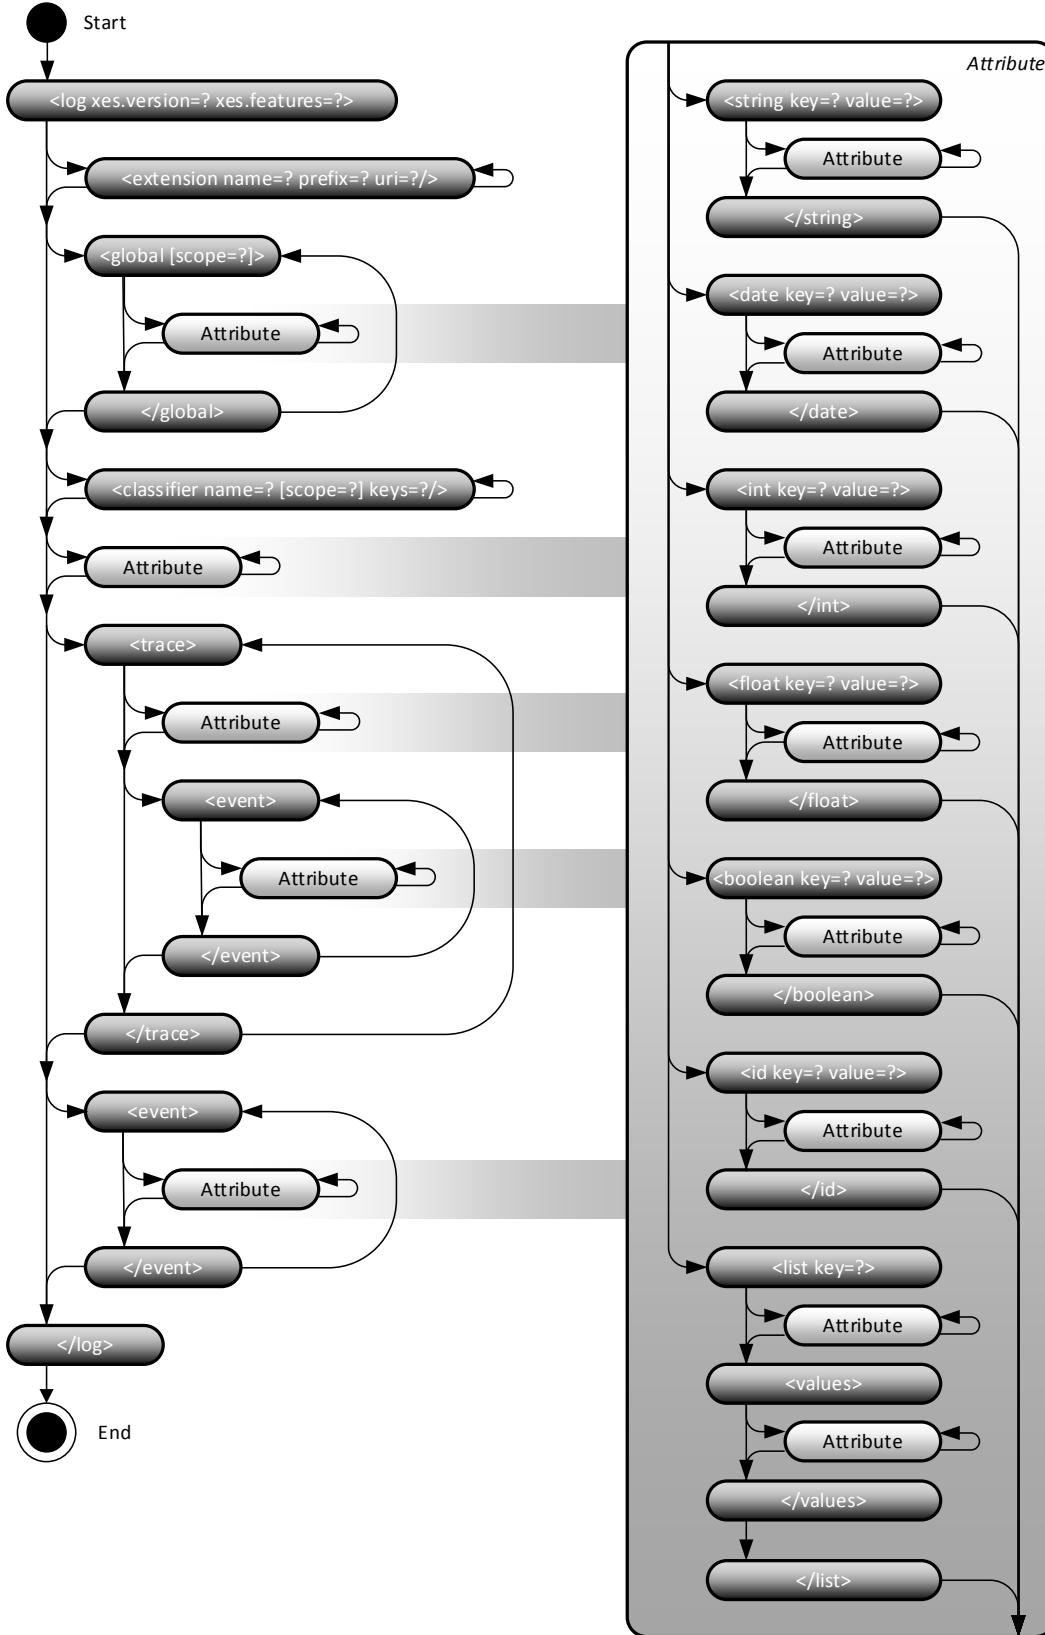 Start
<log xes.version=? xes.features=?>
<extension name=? prefix=? uri=?/>
<global [scope=?]>
Attribute
</global>
<classifier name=? [scope=?] keys=?/>
Attribute
<trace>
Attribute
<event>
Attribute
</event>
</trace>
<event>
Attribute
</event>
</log>
End
Attribute
<string key=? value=?>
Attribute
</string>
<date key=? value=?>
Attribute
</date>
<int key=? value=?>
Attribute
</int>
<float key=? value=?>
Attribute
</float>
<boolean key=? value=?>
Attribute
</boolean>
<id key=? value=?>
Attribute
</id>
<list key=?>
Attribute
<values>
Attribute
</values>
</list>